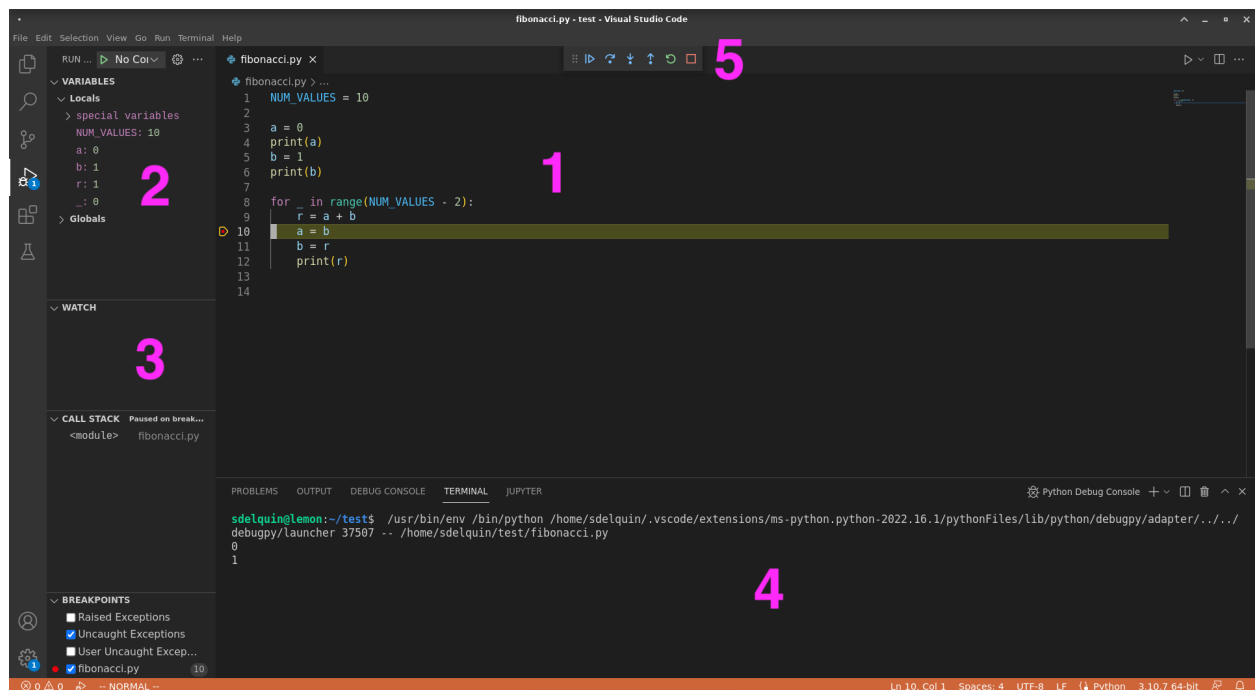 fibonacci.py - test - Visual Studio Code
File Edit Selection View Go Run Terminal Help
RUN ... No Cor ...
fibonacci.py
5
fibonacci.py > ...
VARIABLES
Locals
special variables
NUM_VALUES: 10
a: 0
b: 1
r: 1
_: 0
Globals
2
1 NUM_VALUES = 10
2
3 a = 0
4 print(a)
5 b = 1
6 print(b)
7
8 for _ in range(NUM_VALUES - 2):
9 r = a + b
10 a = b
11 b = r
12 print(r)
13
14
1
WATCH
3
CALL STACK Paused on break...
<module> fibonacci.py
BREAKPOINTS
Raised Exceptions
Uncaught Exceptions
User Uncaught Excep...
fibonacci.py 10
1
1
PROBLEMS OUTPUT DEBUG CONSOLE TERMINAL JUPYTER Python Debug Console
sdelquin@lemon:~/test$ /usr/bin/env /bin/python /home/sdelquin/.vscode/extensions/ms-python.python-2022.16.1/pythonFiles/lib/python/debugpy/adapter/../../
debugpy/launcher 37507 -- /home/sdelquin/test/fibonacci.py
0
1
4
0 0 -- NORMAL -- Ln 10, Col 1 Spaces: 4 UTF-8 LF Python 3.10.7 64-bit